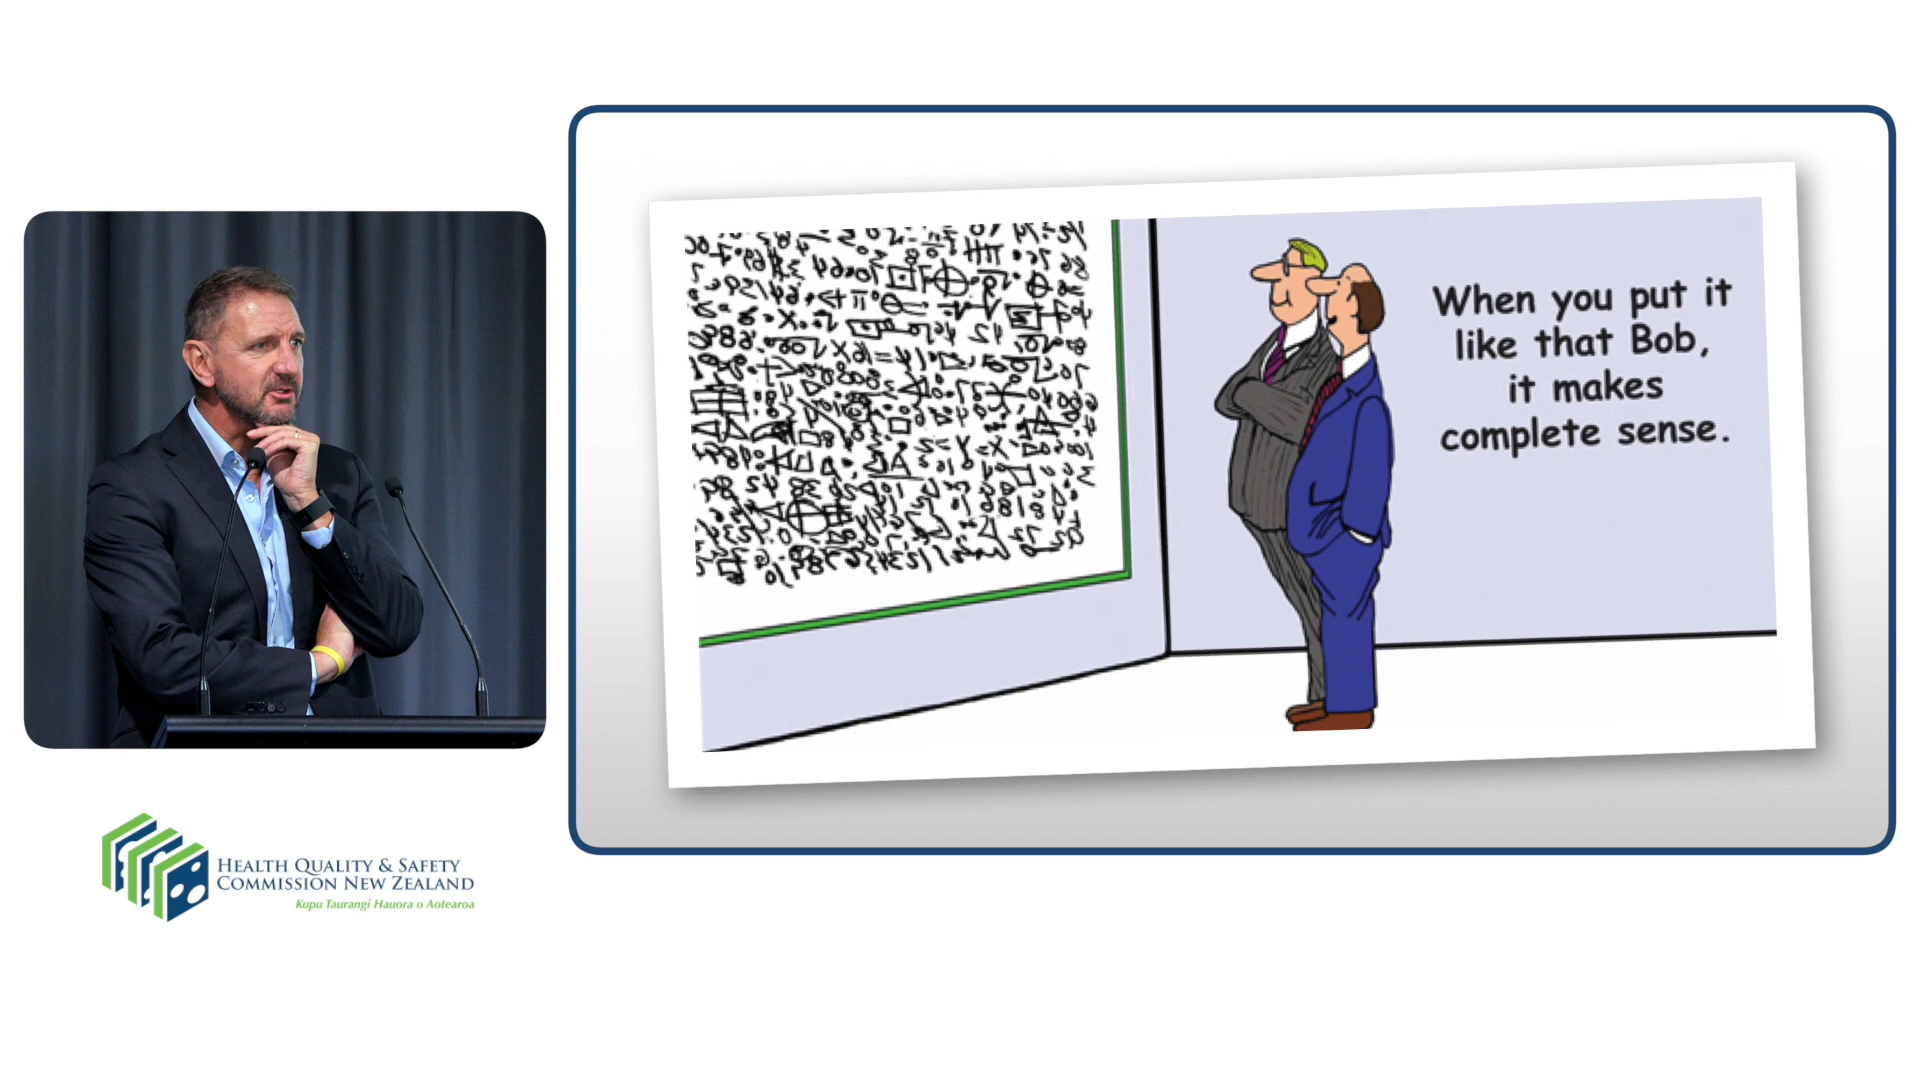 When you put it
like that Bob,
it makes
complete sense.
HEALTH QUALITY & SAFETY
COMMISSION NEW ZEALAND
Kupu Taurangi Hauora o Aotearoa